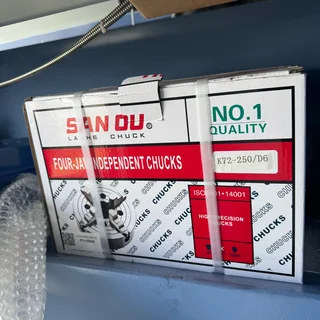 SAN OU®
LATHE CHUCK
FOUR-JAW INDEPENDENT CHUCKS
NO.1
QUALITY
K72-250/D6
ISO9001•14001
HIGH PRECISION
CHUCKS
CHUCKS
CHUCKS
CHUCKS
CHUCKS